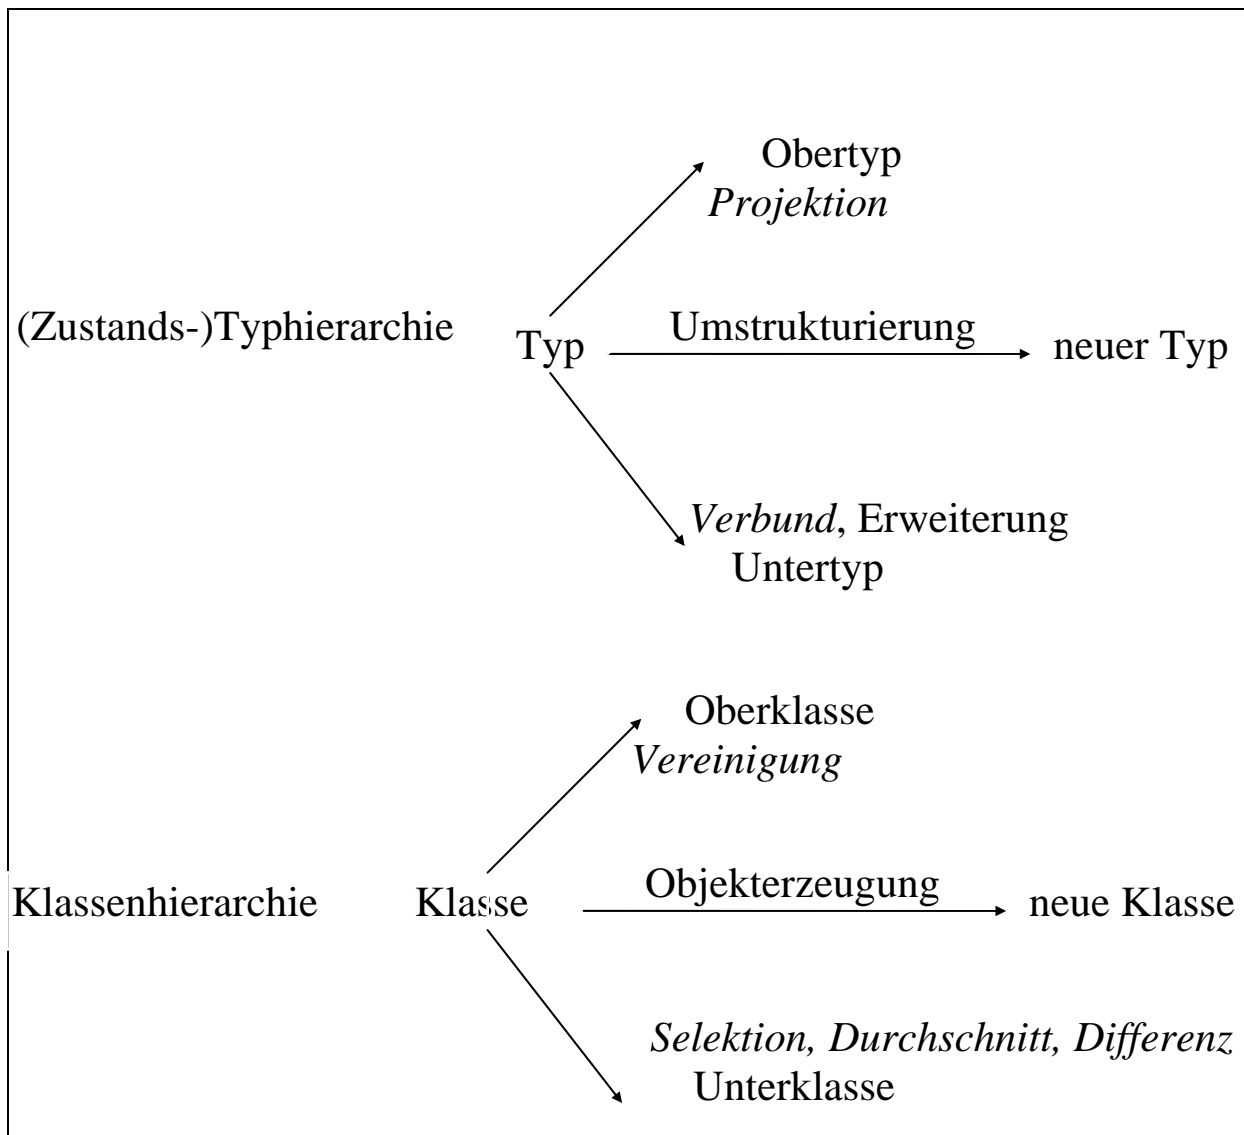 Obertyp
Projektion
(Zustands-)Typhierarchie
Typ
Umstrukturierung
neuer Typ
Verbund, Erweiterung
Untertyp
Oberklasse
Vereinigung
Klassenhierarchie
Klasse
Objekterzeugung
neue Klasse
Selektion, Durchschnitt, Differenz
Unterklasse